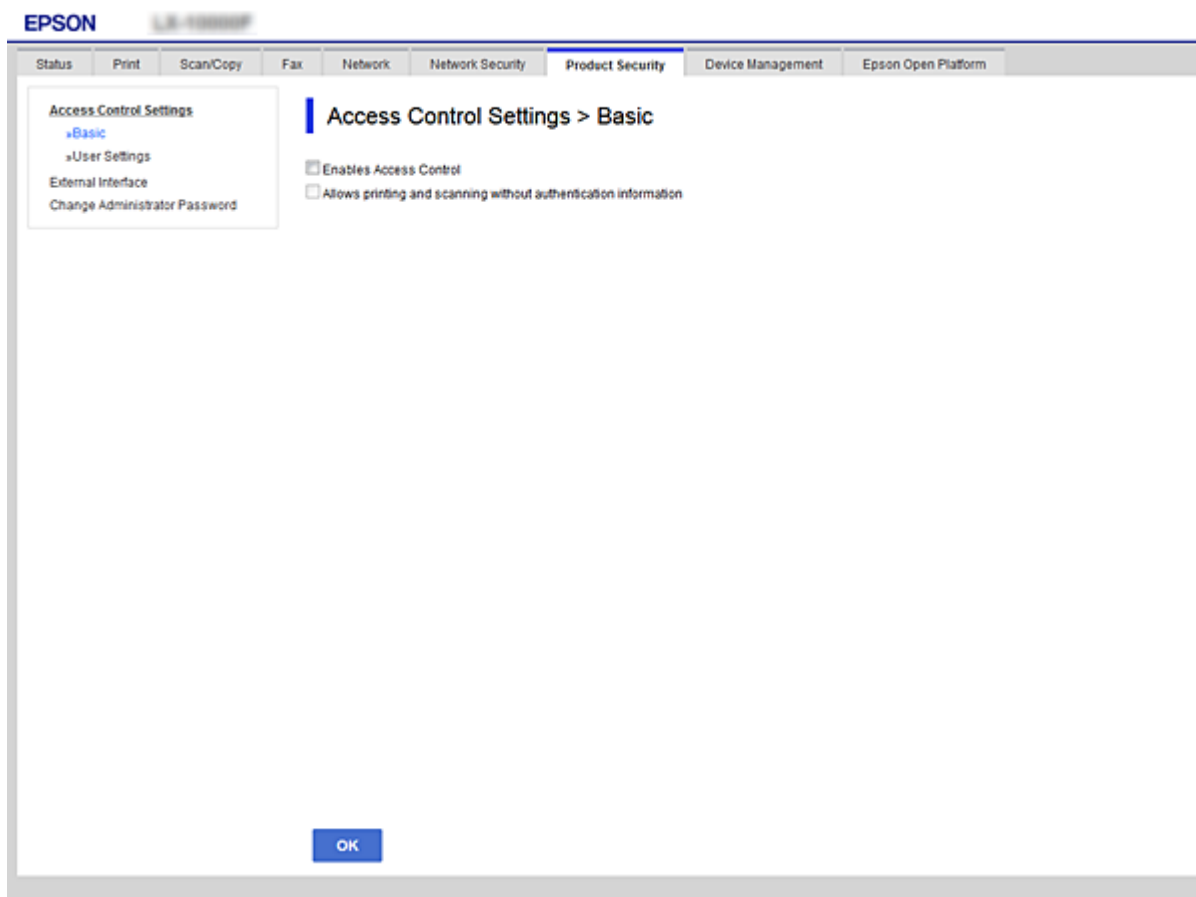 EPSON
Status Print Scan/Copy Fax Network Network Security Product Security Device Management Epson Open Platform
Access Control Settings
»Basic
»User Settings
External Interface
Change Administrator Password
Access Control Settings > Basic
Enables Access Control
Allows printing and scanning without authentication information
OK